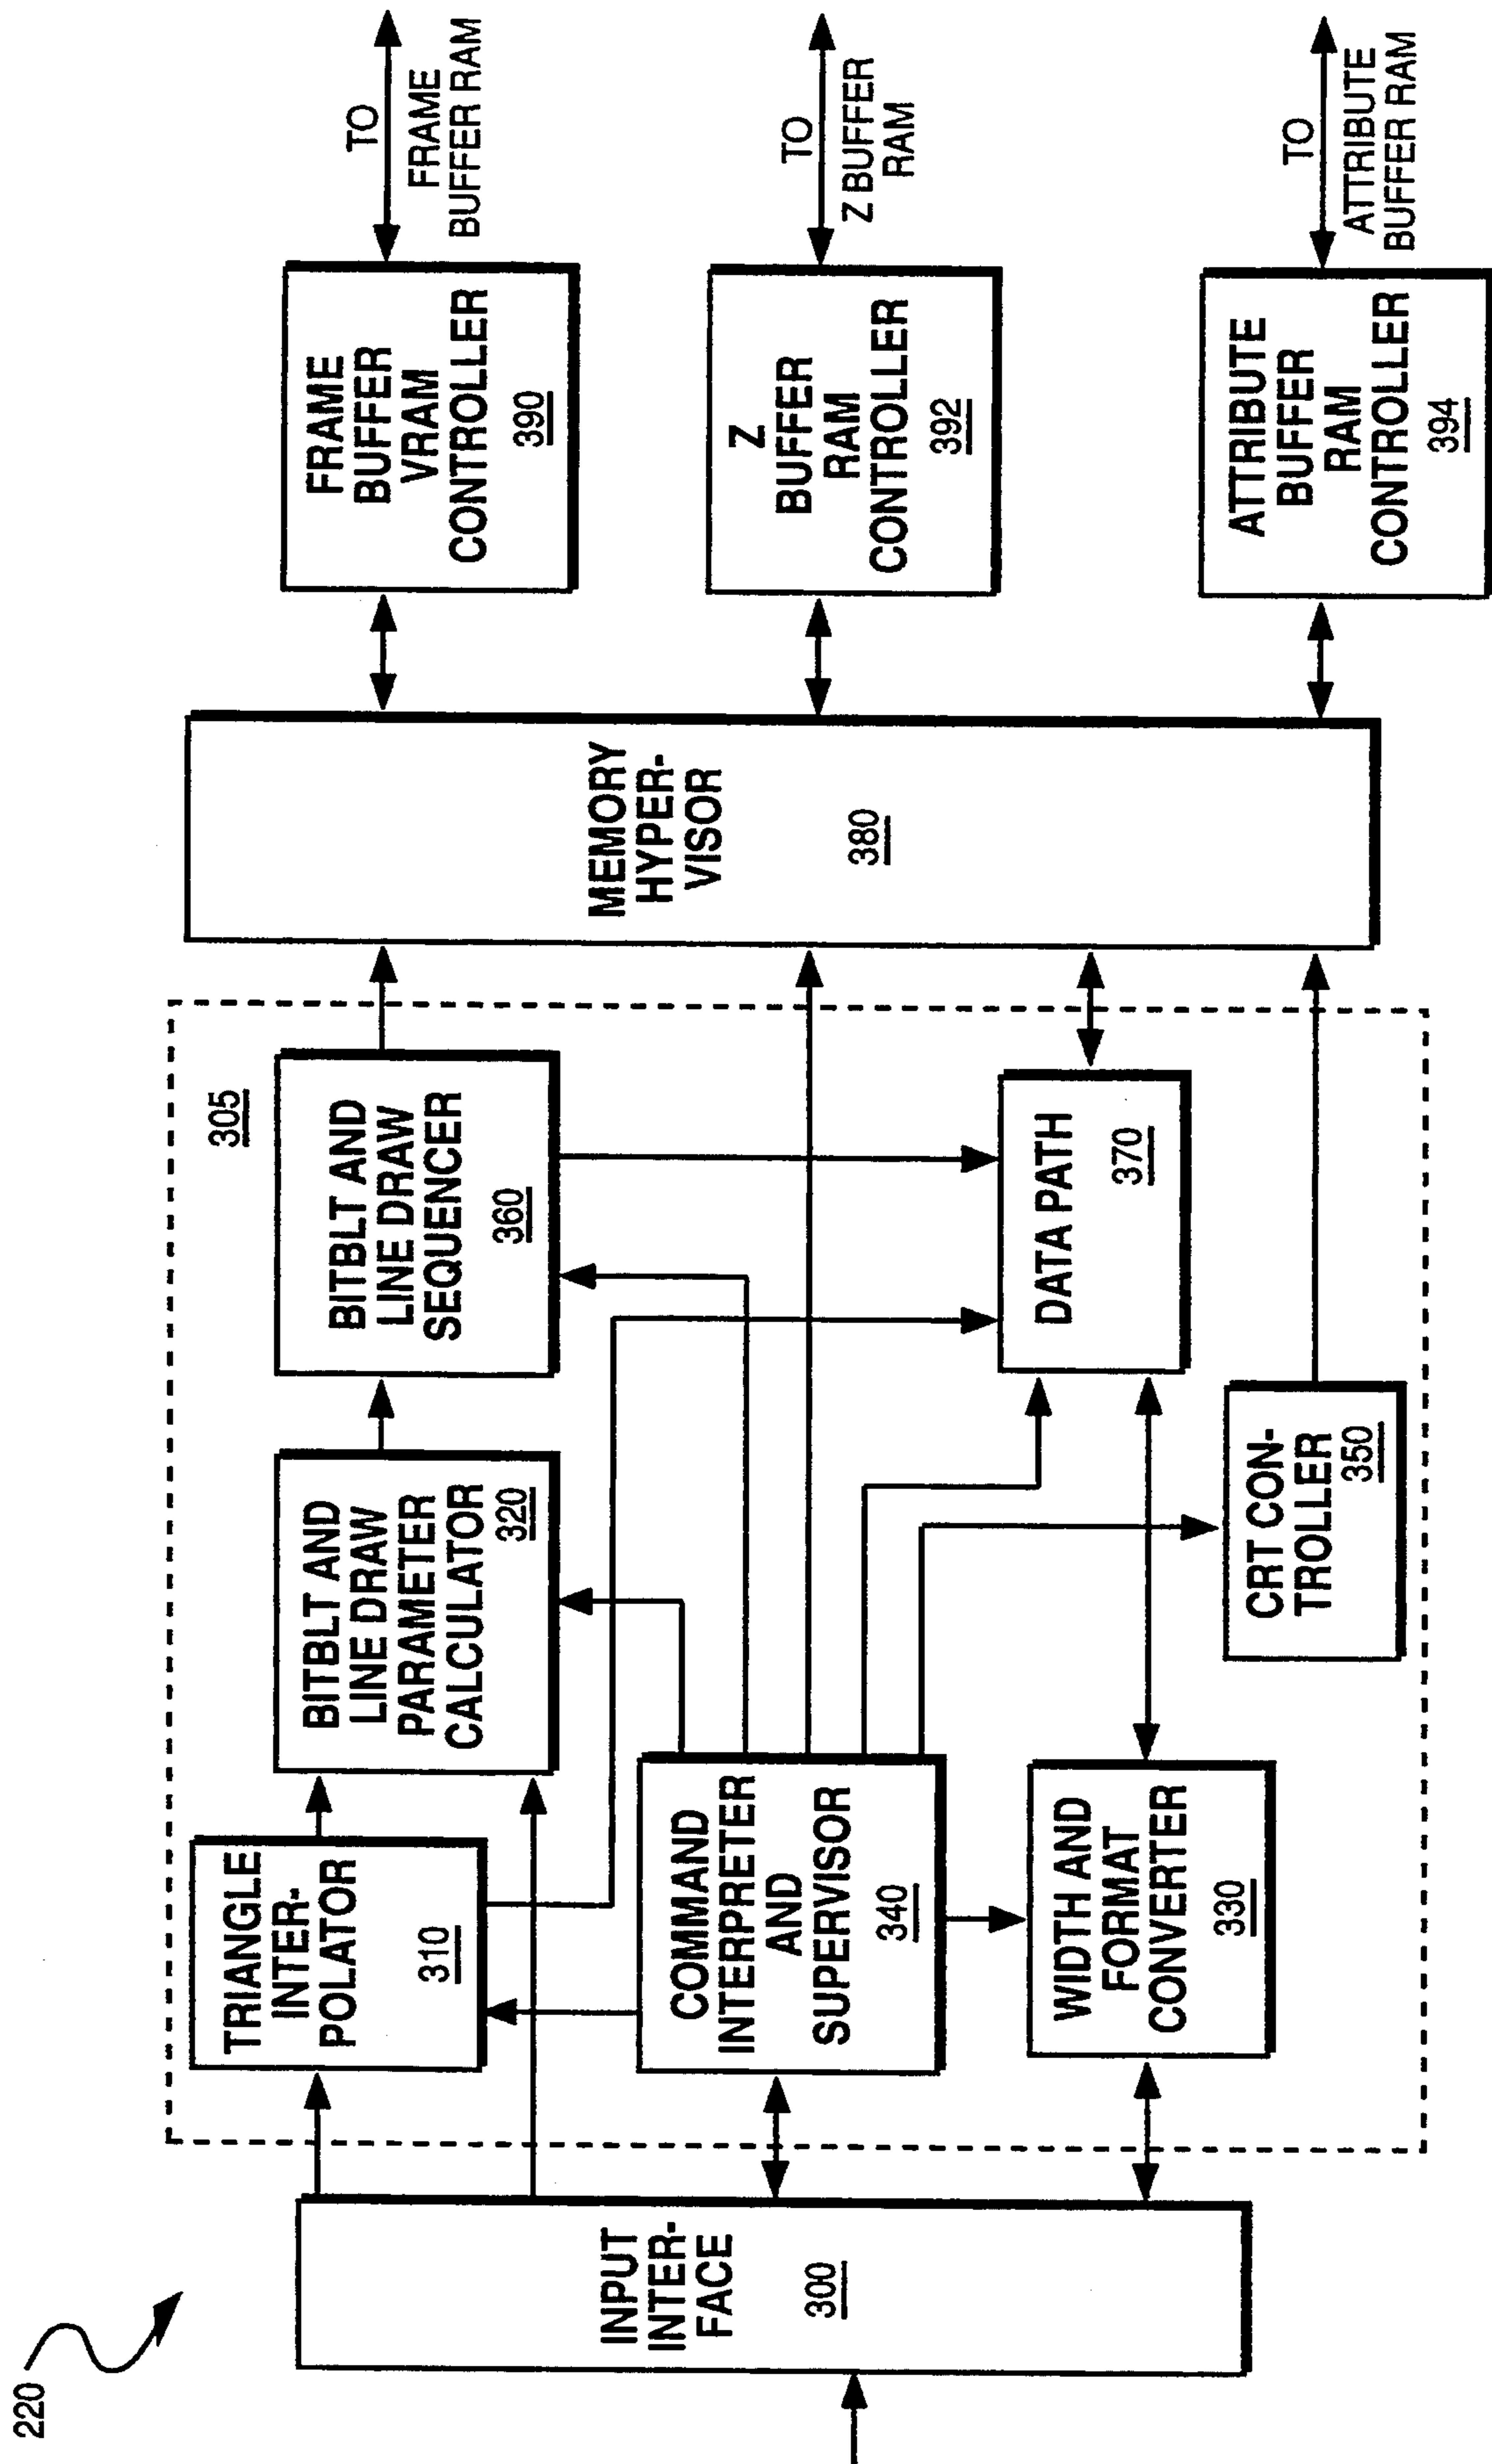 220
INPUT
INTER-
FACE
300
305
TRIANGLE
INTER-
POLATOR
310
BITBLT AND
LINE DRAW
PARAMETER
CALCULATOR
320
BITBLT AND
LINE DRAW
SEQUENCER
360
COMMAND
INTERPRETER
AND
SUPERVISOR
340
WIDTH AND
FORMAT
CONVERTER
330
DATA PATH
370
CRT CON-
TROLLER
350
MEMORY
HYPER-
VISOR
380
FRAME
BUFFER
VRAM
CONTROLLER
390
TO
FRAME
BUFFER RAM
Z
BUFFER
RAM
CONTROLLER
392
TO
Z BUFFER
RAM
ATTRIBUTE
BUFFER
RAM
CONTROLLER
394
TO
ATTRIBUTE
BUFFER RAM